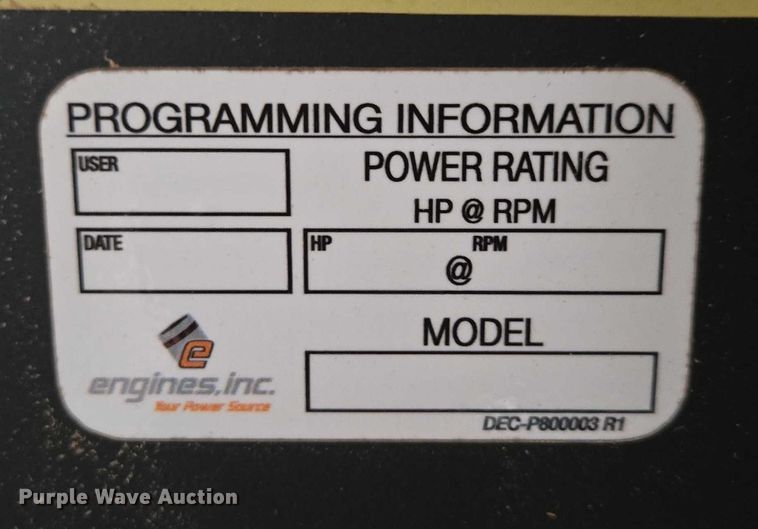 PROGRAMMING INFORMATION
USER
POWER RATING
HP @ RPM
DATE
HP RPM
@
MODEL
e
engines, inc.
Your Power Source
DEC-P800003 R1
Purple Wave Auction